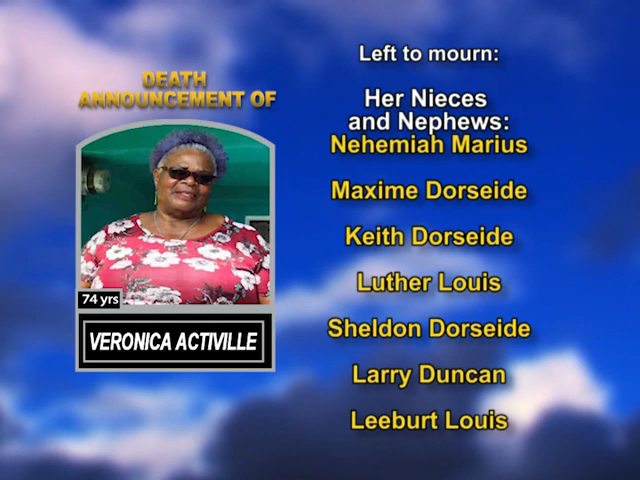 DEATH
ANNOUNCEMENT OF
74 yrs
VERONICA ACTIVILLE
Left to mourn:
Her Nieces
and Nephews:
Nehemiah Marius
Maxime Dorseide
Keith Dorseide
Luther Louis
Sheldon Dorseide
Larry Duncan
Leeburt Louis